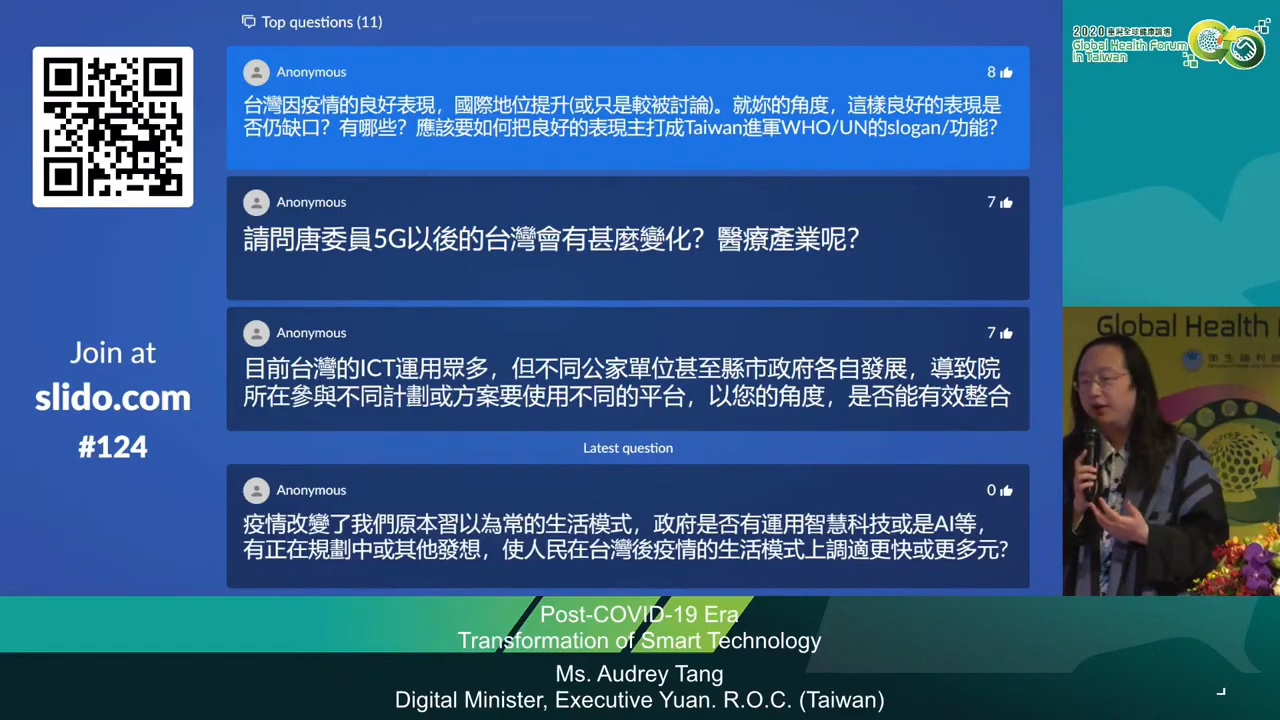 Top questions (11)
Anonymous
8
台灣因疫情的良好表現，國際地位提升(或只是較被討論)。就妳的角度，這樣良好的表現是
否仍缺口？有哪些？應該要如何把良好的表現主打成Taiwan進軍WHO/UN的slogan/功能？
Anonymous
7
請問唐委員5G以後的台灣會有甚麼變化？醫療產業呢？
Anonymous
7
目前台灣的ICT運用眾多，但不同公家單位甚至縣市政府各自發展，導致院
所在參與不同計劃或方案要使用不同的平台，以您的角度，是否能有效整合
Latest question
Anonymous
0
疫情改變了我們原本習以為常的生活模式，政府是否有運用智慧科技或是AI等，
有正在規劃中或其他發想，使人民在台灣後疫情的生活模式上調適更快或更多元?
Join at
slido.com
#124
2020臺灣全球健康論壇
Global Health Forum
in Taiwan
Global Health
Post-COVID-19 Era
Transformation of Smart Technology
Ms. Audrey Tang
Digital Minister, Executive Yuan. R.O.C. (Taiwan)